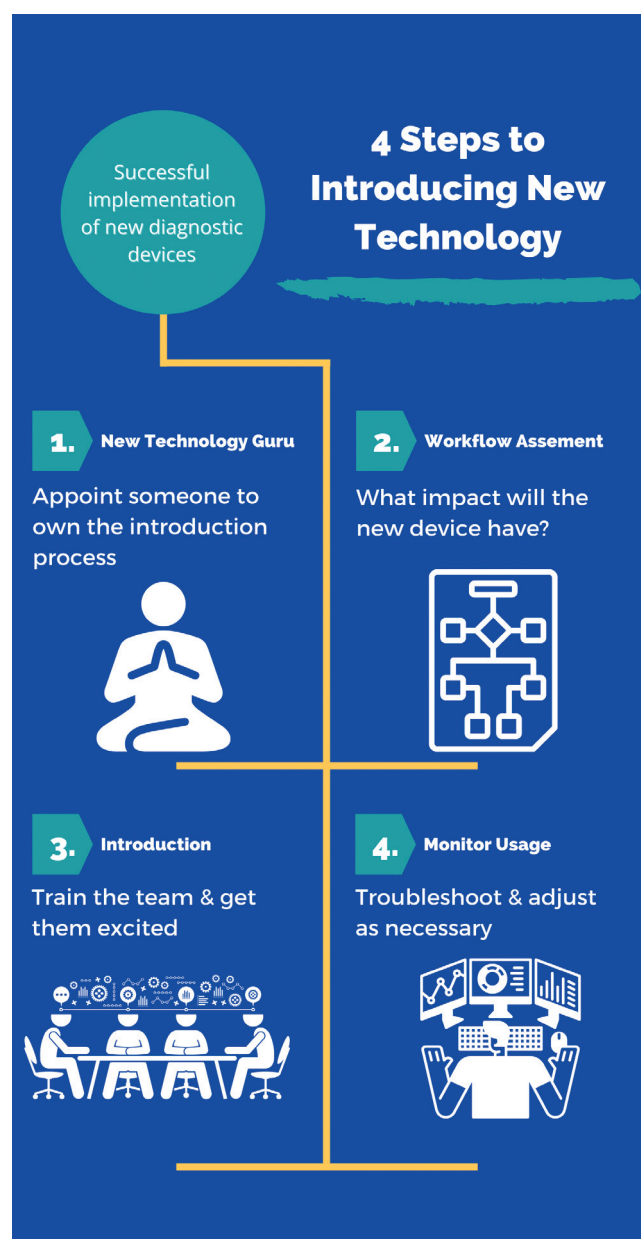 Successful
implementation
of new diagnostic
devices
4 Steps to
Introducing New
Technology
1. New Technology Guru
Appoint someone to
own the introduction
process
2. Workflow Assement
What impact will the
new device have?
3. Introduction
Train the team & get
them excited
4. Monitor Usage
Troubleshoot & adjust
as necessary